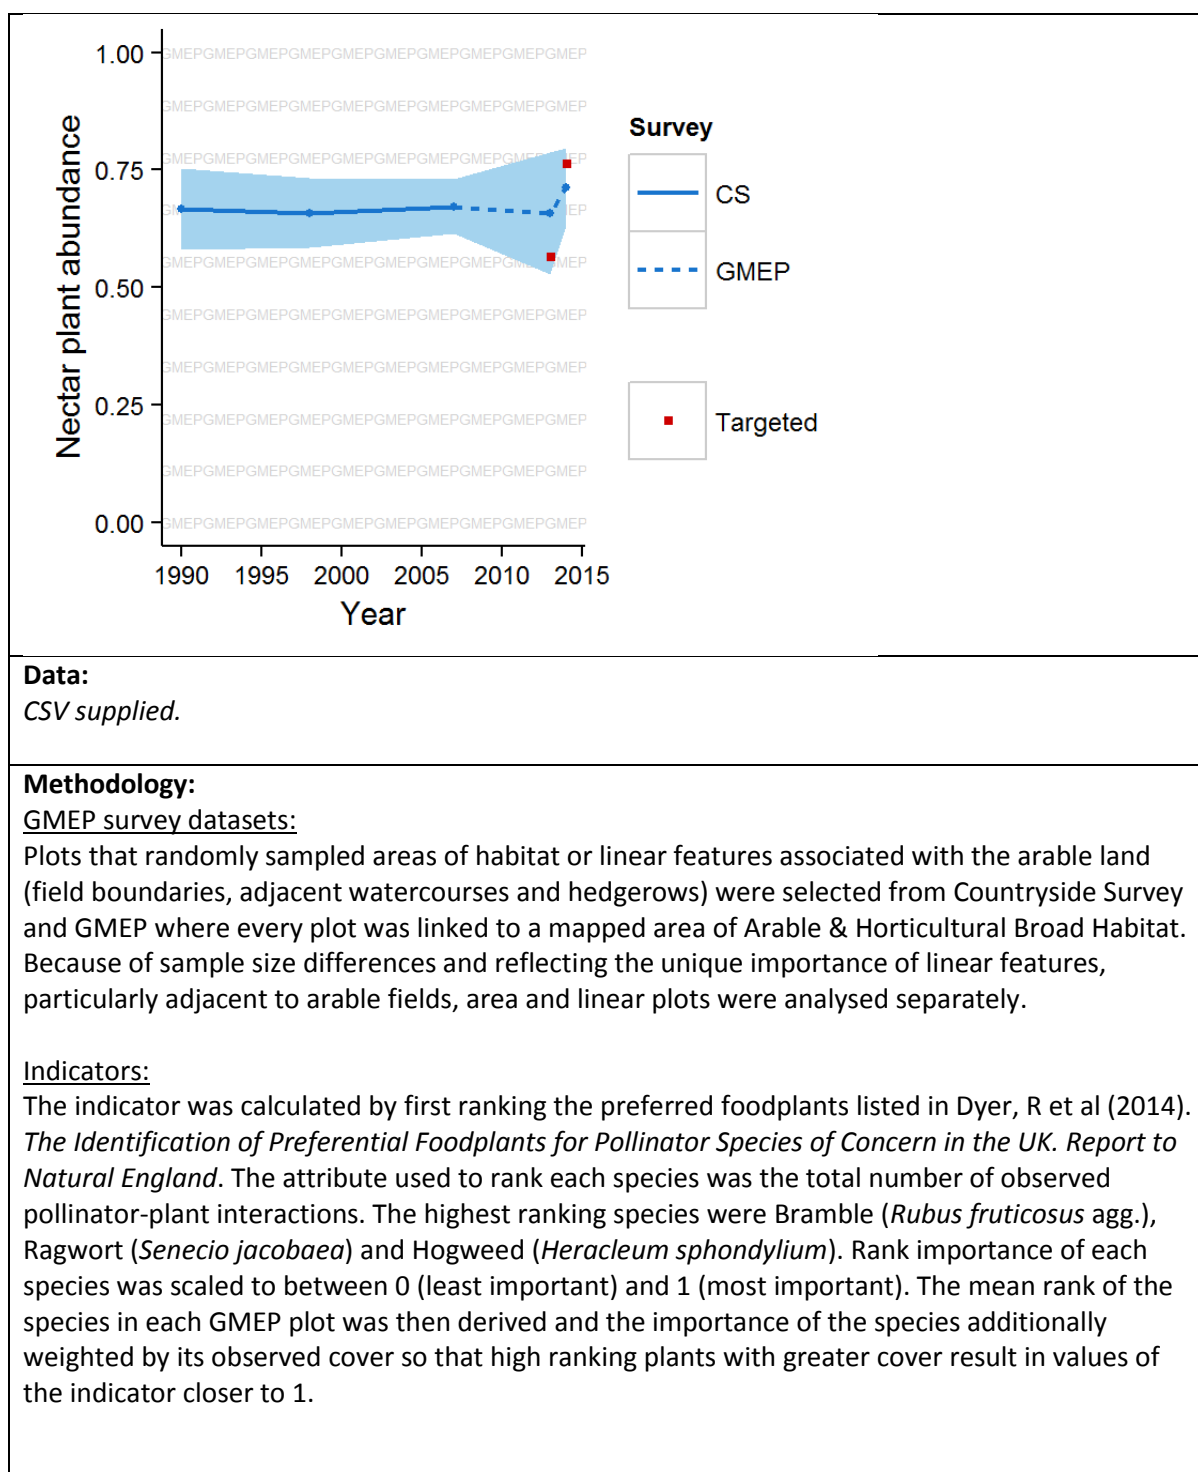 1.00
0.75
0.50
0.25
0.00
Nectar plant abundance
GMEPGMEPGMEPGMEPGMEPGMEPGMEPGMEPGMEPGMEP
GMEPGMEPGMEPGMEPGMEPGMEPGMEPGMEPGMEPGMEP
GMEPGMEPGMEPGMEPGMEPGMEPGMEPGMEPGMEPGMEP
GMEPGMEPGMEPGMEPGMEPGMEPGMEPGMEPGMEPGMEP
GMEPGMEPGMEPGMEPGMEPGMEPGMEPGMEPGMEPGMEP
GMEPGMEPGMEPGMEPGMEPGMEPGMEPGMEPGMEPGMEP
GMEPGMEPGMEPGMEPGMEPGMEPGMEPGMEPGMEPGMEP
GMEPGMEPGMEPGMEPGMEPGMEPGMEPGMEPGMEPGMEP
1990 1995 2000 2005 2010 2015
Year
Survey
CS
GMEP
Targeted
Data:
CSV supplied.
Methodology:
GMEP survey datasets:
Plots that randomly sampled areas of habitat or linear features associated with the arable land
(field boundaries, adjacent watercourses and hedgerows) were selected from Countryside Survey
and GMEP where every plot was linked to a mapped area of Arable & Horticultural Broad Habitat.
Because of sample size differences and reflecting the unique importance of linear features,
particularly adjacent to arable fields, area and linear plots were analysed separately.
Indicators:
The indicator was calculated by first ranking the preferred foodplants listed in Dyer, R et al (2014).
The Identification of Preferential Foodplants for Pollinator Species of Concern in the UK. Report to
Natural England. The attribute used to rank each species was the total number of observed
pollinator-plant interactions. The highest ranking species were Bramble (Rubus fruticosus agg.),
Ragwort (Senecio jacobaea) and Hogweed (Heracleum sphondylium). Rank importance of each
species was scaled to between 0 (least important) and 1 (most important). The mean rank of the
species in each GMEP plot was then derived and the importance of the species additionally
weighted by its observed cover so that high ranking plants with greater cover result in values of
the indicator closer to 1.